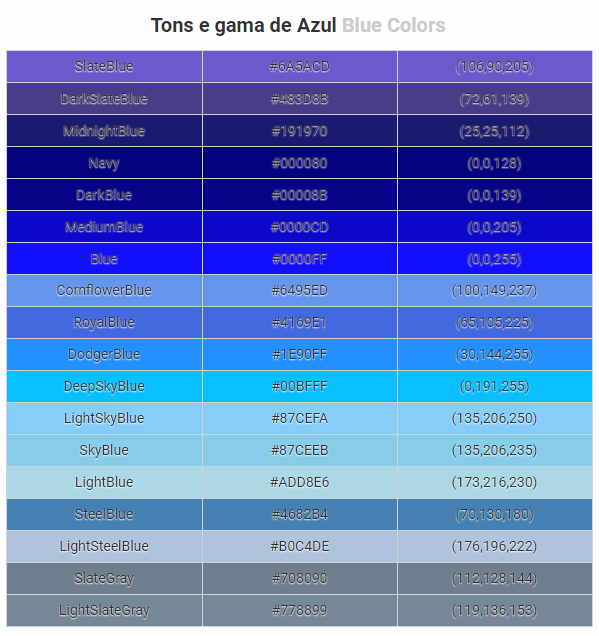 Tons e gama de Azul Blue Colors
SlateBlue #6A5ACD (106,90,205)
DarkSlateBlue #483D8B (72,61,139)
MidnightBlue #191970 (25,25,112)
Navy #000080 (0,0,128)
DarkBlue #00008B (0,0,139)
MediumBlue #0000CD (0,0,205)
Blue #0000FF (0,0,255)
CornflowerBlue #6495ED (100,149,237)
RoyalBlue #4169E1 (65,105,225)
DodgerBlue #1E90FF (30,144,255)
DeepSkyBlue #00BFFF (0,191,255)
LightSkyBlue #87CEFA (135,206,250)
SkyBlue #87CEEB (135,206,235)
LightBlue #ADD8E6 (173,216,230)
SteelBlue #4682B4 (70,130,180)
LightSteelBlue #B0C4DE (176,196,222)
SlateGray #708090 (112,128,144)
LightSlateGray #778899 (119,136,153)